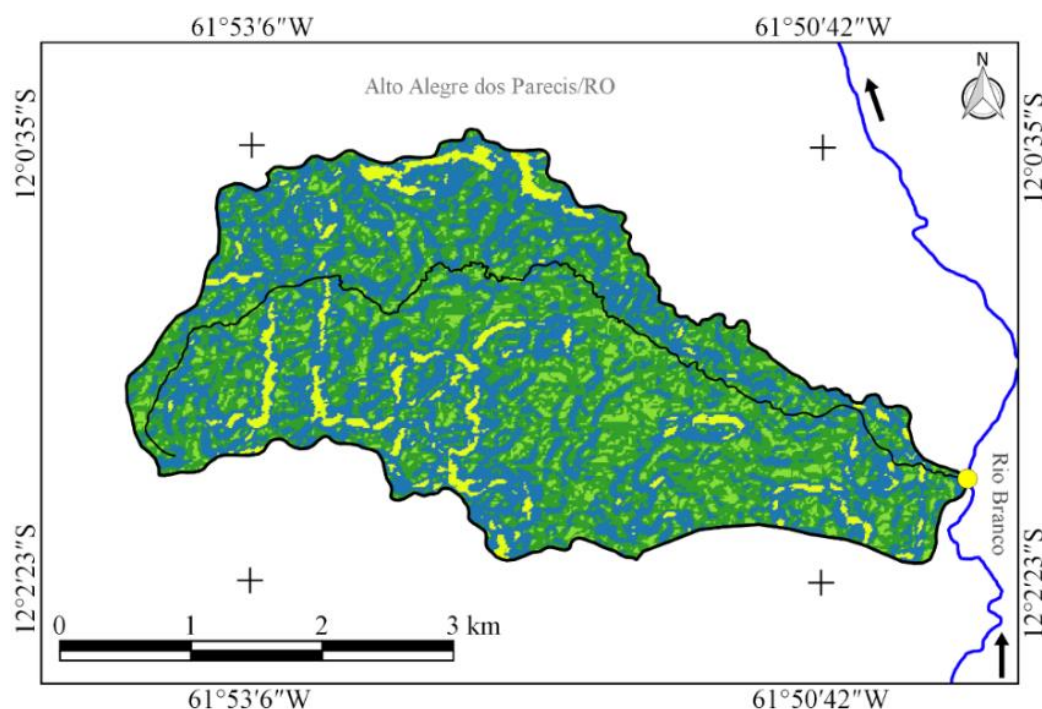 61°53′6″W 61°50′42″W
N
Alto Alegre dos Parecis/RO
12°0′35″S 12°0′35″S
Rio Branco
12°2′23″S 12°2′23″S
0 1 2 3 km
61°53′6″W 61°50′42″W